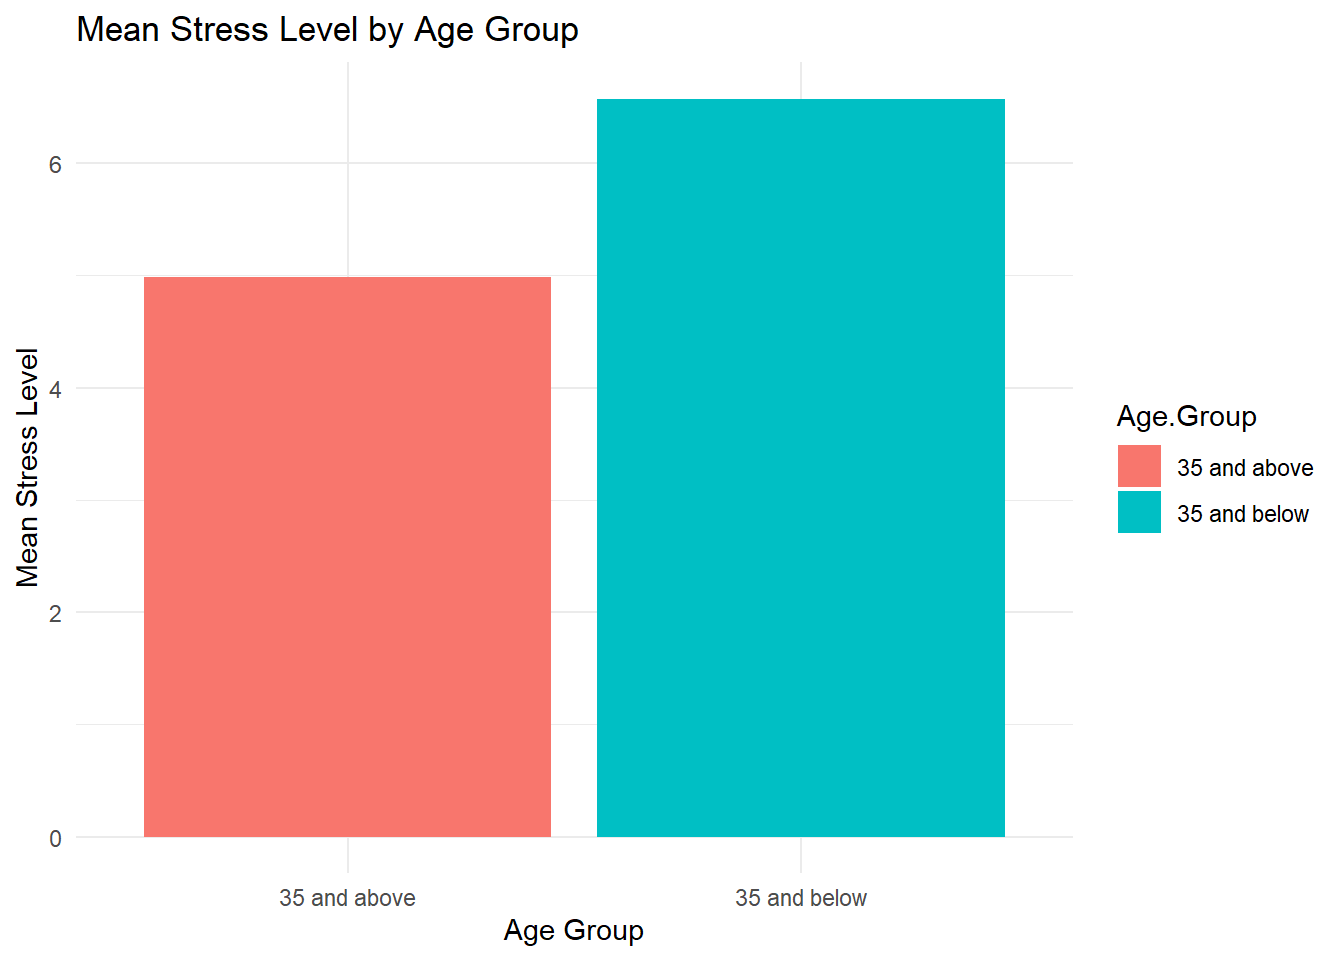 Mean Stress Level by Age Group
Mean Stress Level
6
4
2
0
35 and above
35 and below
Age Group
Age.Group
35 and above
35 and below